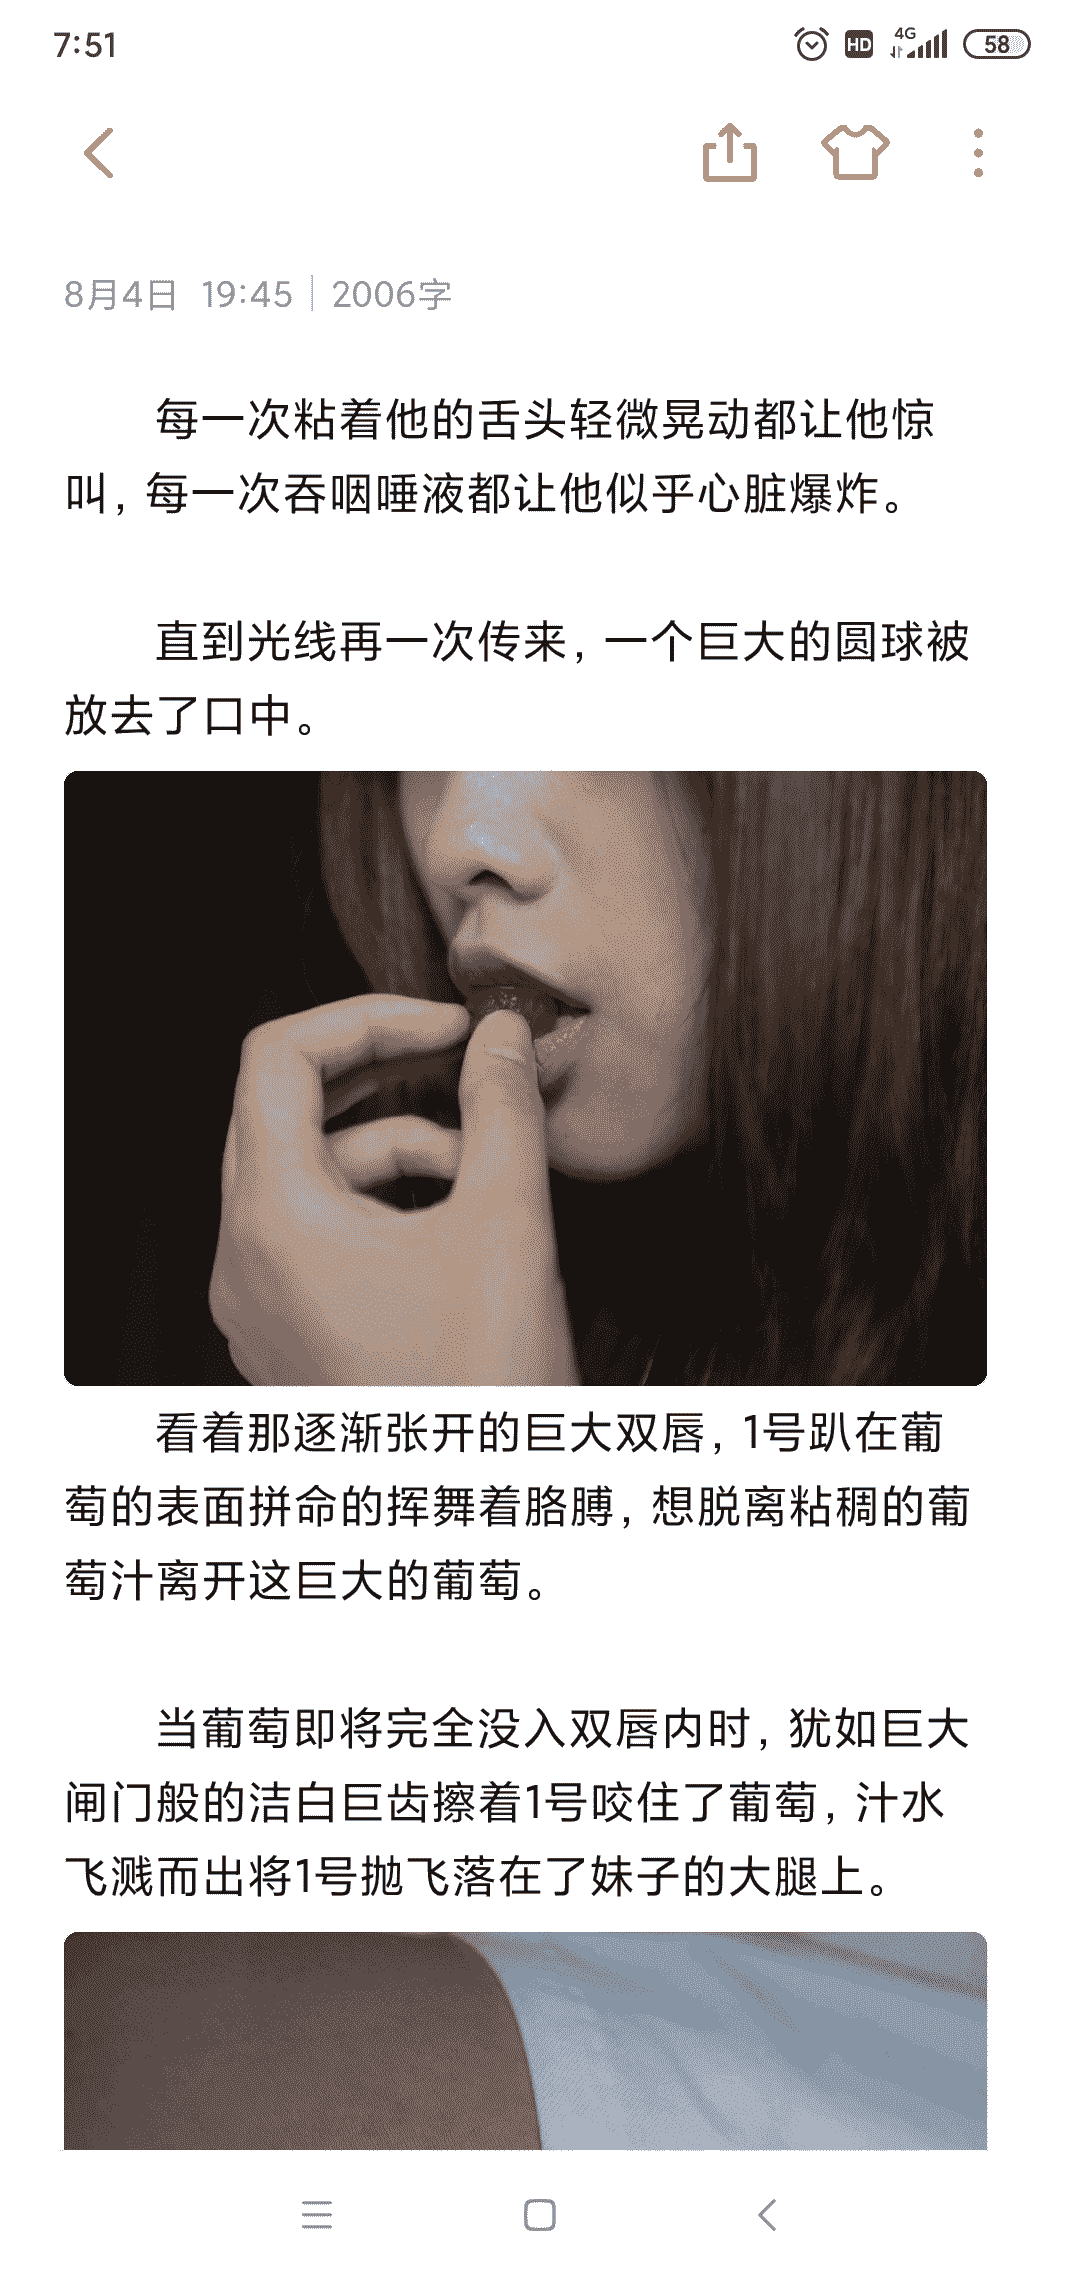 7:51
HD 4G 58
8月4日 19:45 | 2006字
每一次粘着他的舌头轻微晃动都让他惊
叫，每一次吞咽唾液都让他似乎心脏爆炸。
直到光线再一次传来，一个巨大的圆球被
放去了口中。
看着那逐渐张开的巨大双唇，1号趴在葡
萄的表面拼命的挥舞着胳膊，想脱离粘稠的葡
萄汁离开这巨大的葡萄。
当葡萄即将完全没入双唇内时，犹如巨大
闸门般的洁白巨齿擦着1号咬住了葡萄，汁水
飞溅而出将1号抛飞落在了妹子的大腿上。